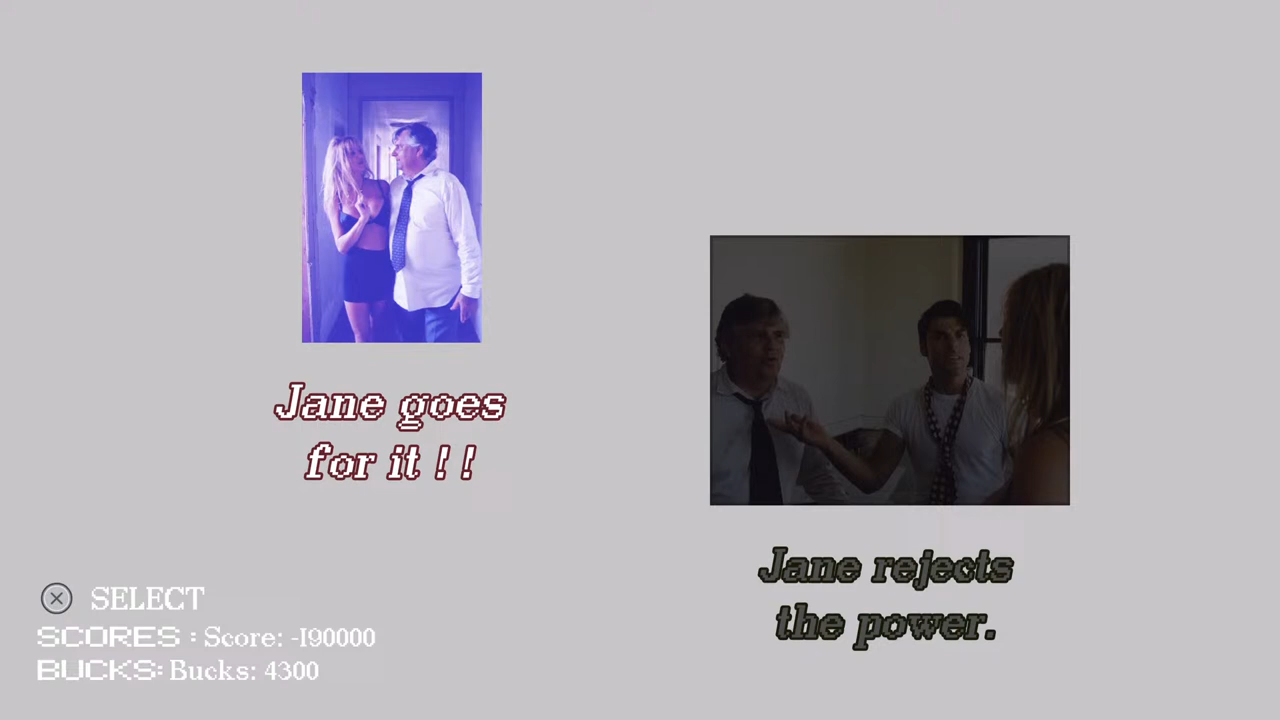 Jane goes
for it ! !
Jane rejects
the power.
SELECT
SCORES : Score: -190000
BUCKS: Bucks: 4300